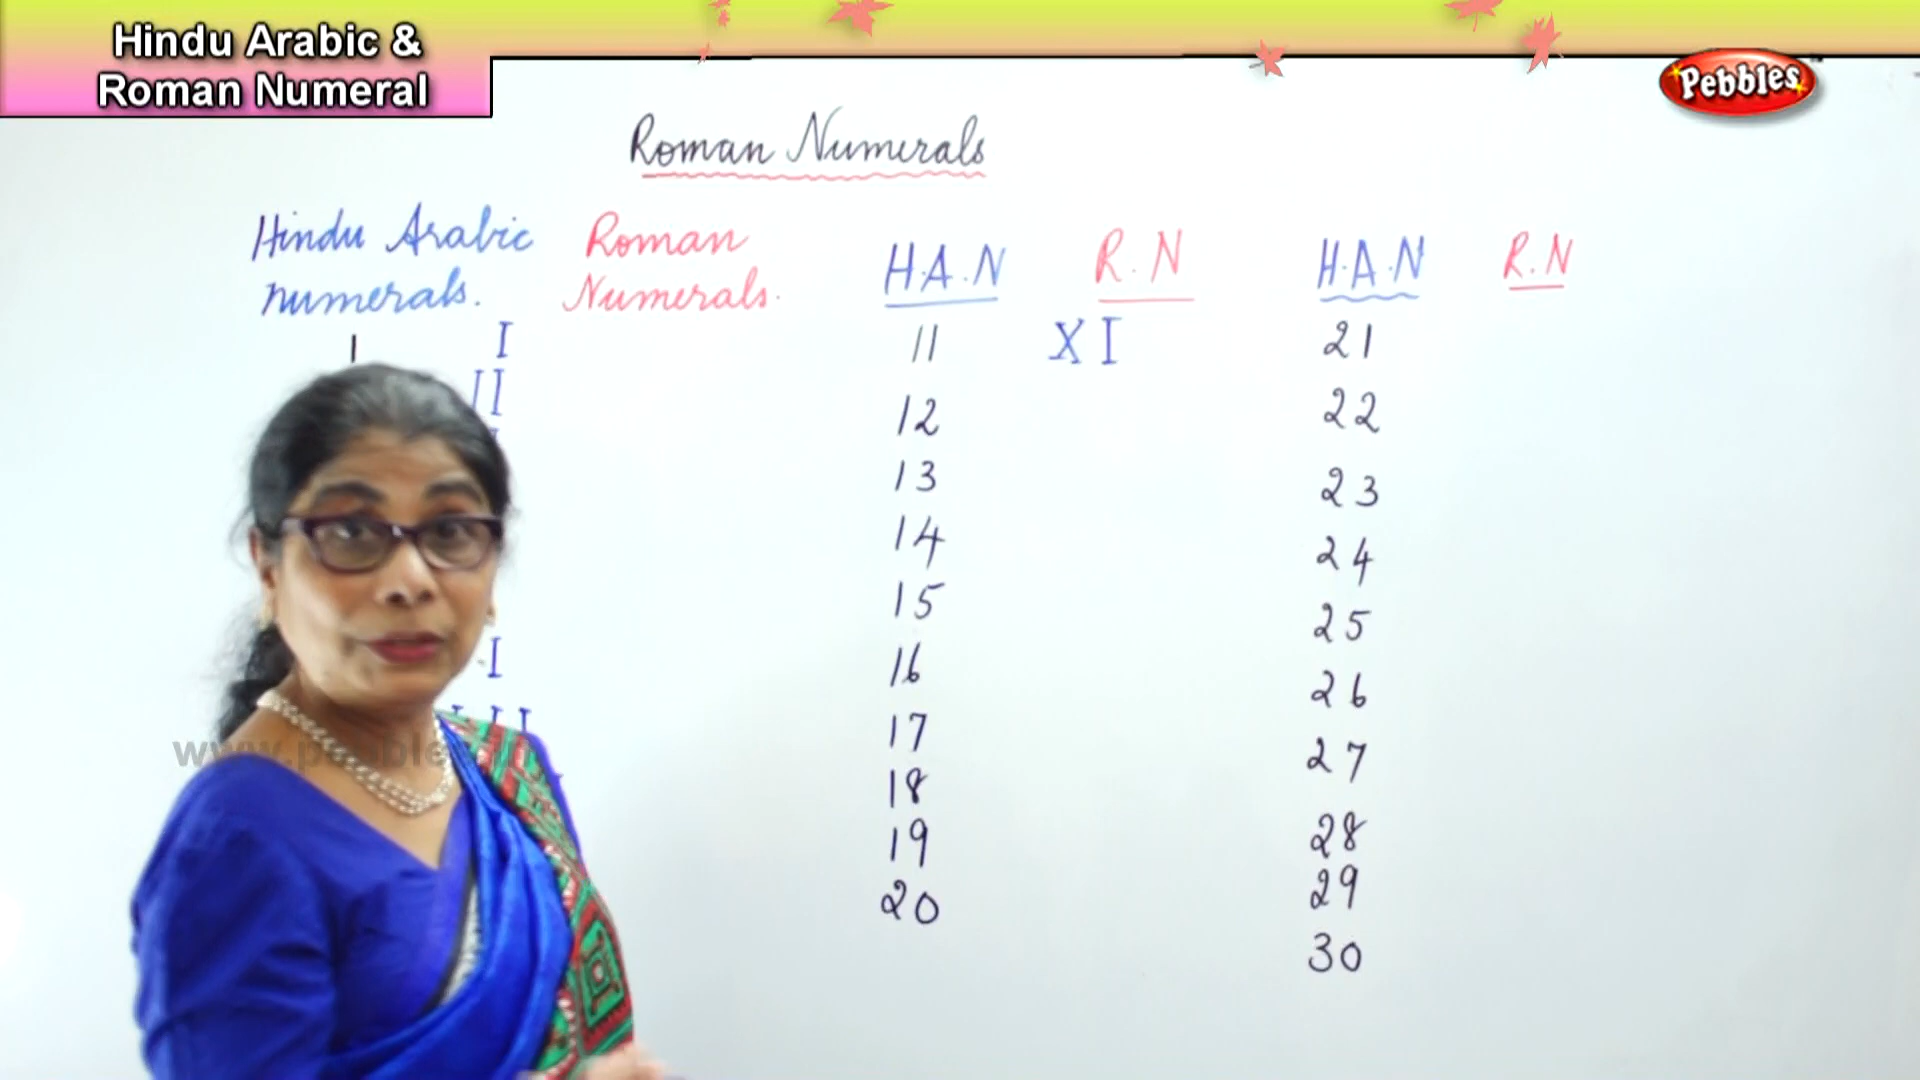 Hindu Arabic &
Roman Numeral
Pebbles
Roman Numerals
Hindu Arabic
numerals.
Roman
Numerals.
H.A.N R.N H.A.N R.N
1 I 11 XI 21
II 12 22
13 23
14 24
15 25
I 16 26
17 27
18 28
19 29
20 30